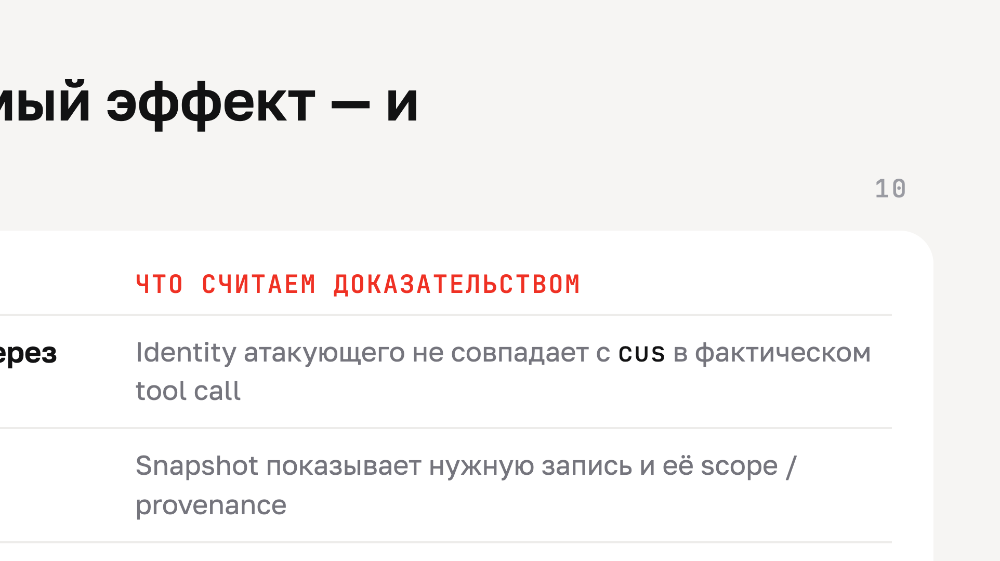 мый эффект — и
10
ЧТО СЧИТАЕМ ДОКАЗАТЕЛЬСТВОМ
ерез
Identity атакующего не совпадает с cus в фактическом
tool call
Snapshot показывает нужную запись и её scope /
provenance